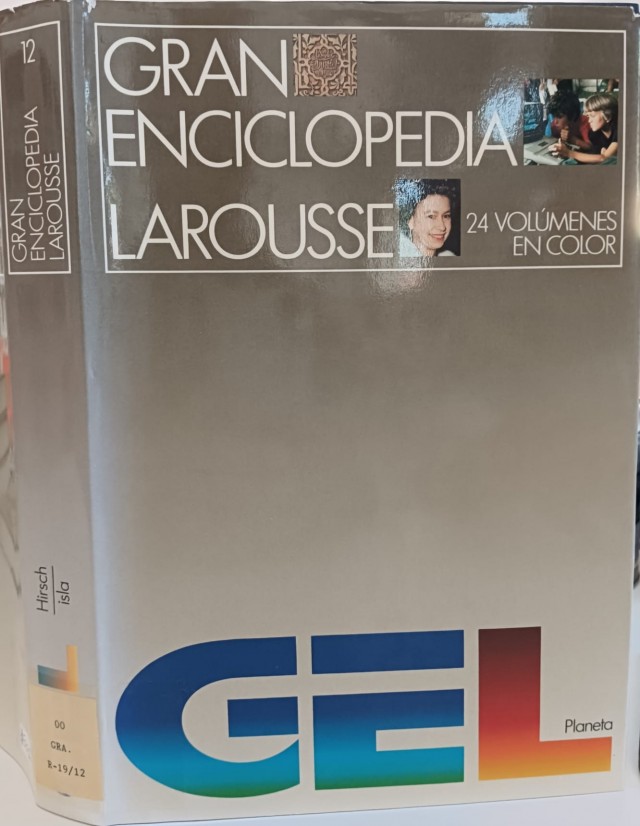 12
GRAN
ENCICLOPEDIA
LAROUSSE
Hirsch
isla
00
GRA.
R-19/12
GRAN
ENCICLOPEDIA
LAROUSSE
24 VOLÚMENES
EN COLOR
GEL
Planeta